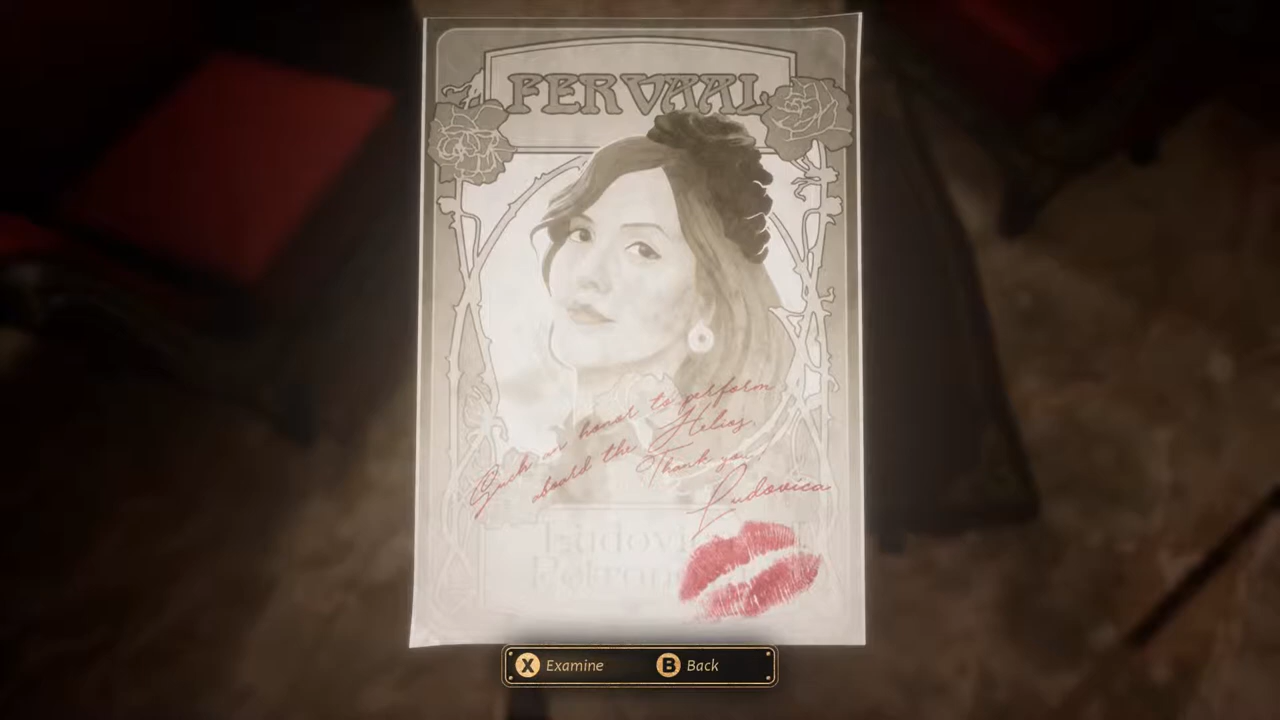 FERVAAL
Such an honor to perform
aboard the Helios.
Thank you!
Ludovica
X Examine B Back